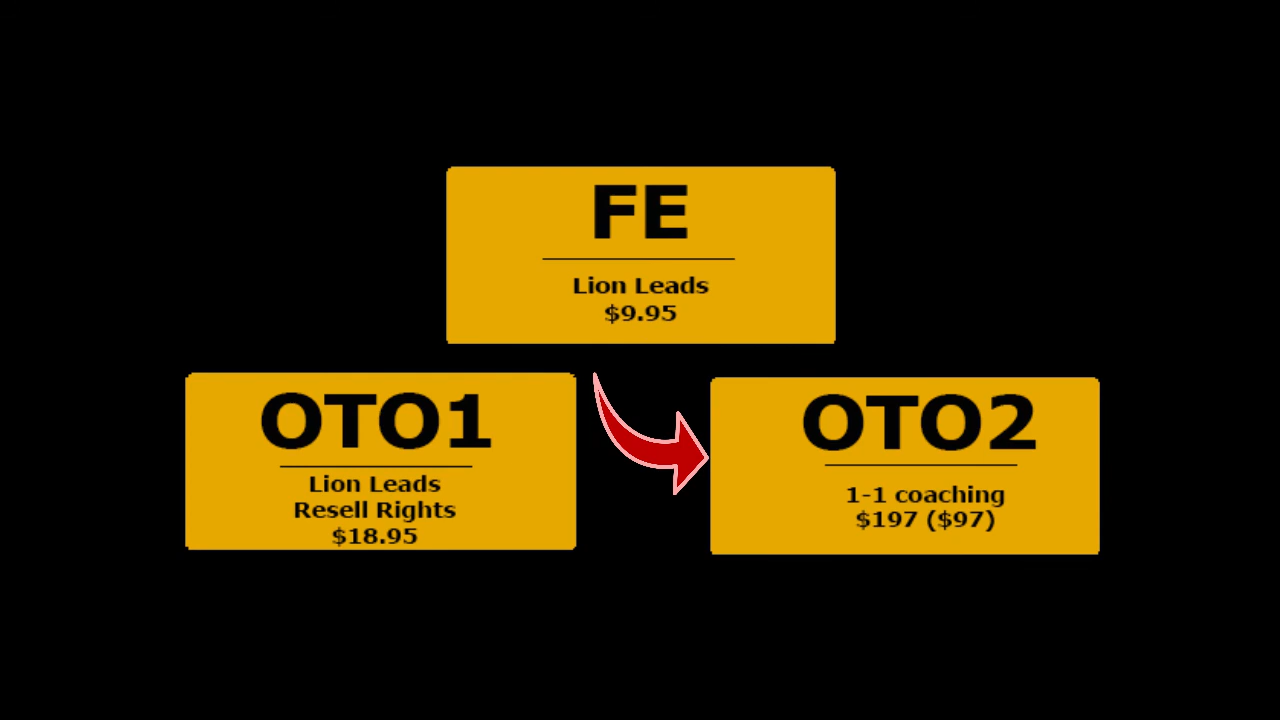 FE
Lion Leads
$9.95
OTO1
Lion Leads
Resell Rights
$18.95
OTO2
1-1 coaching
$197 ($97)